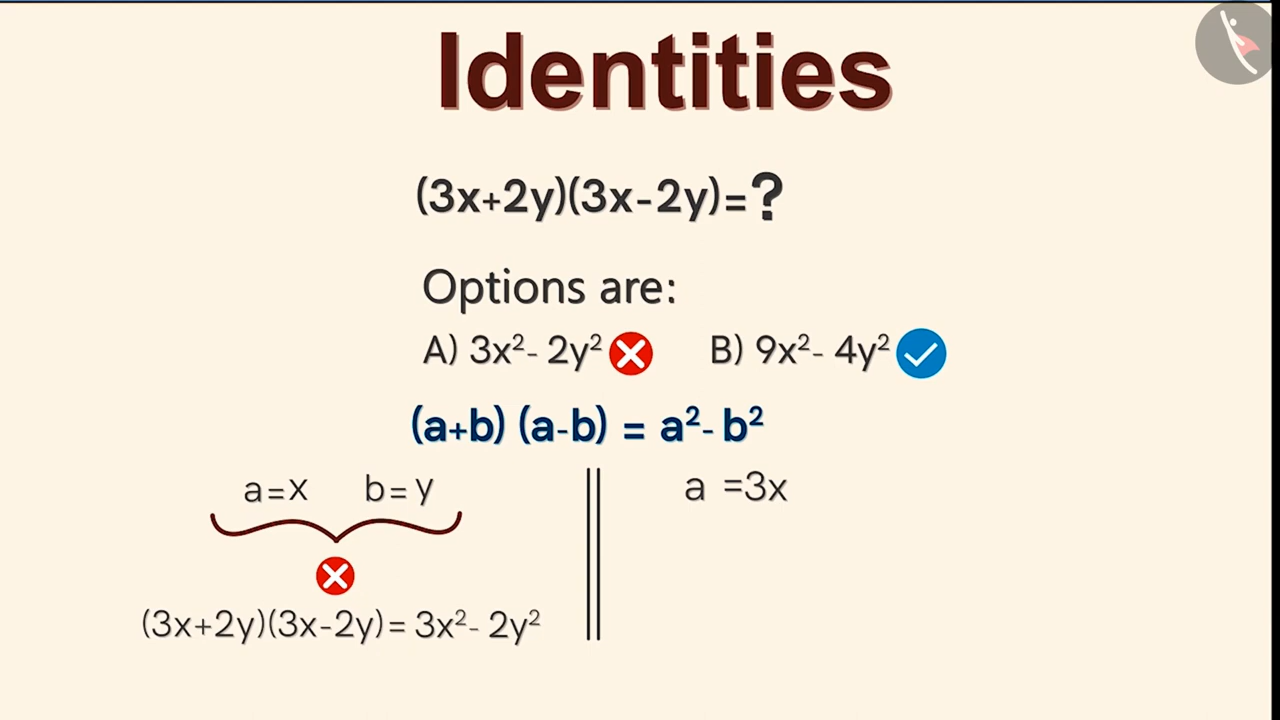 Identities
(3x+2y)(3x-2y)=?
Options are:
A) 3x²- 2y² B) 9x²- 4y²
(a+b) (a-b) = a²- b²
a=x b=y
a =3x
(3x+2y)(3x-2y)= 3x²- 2y²